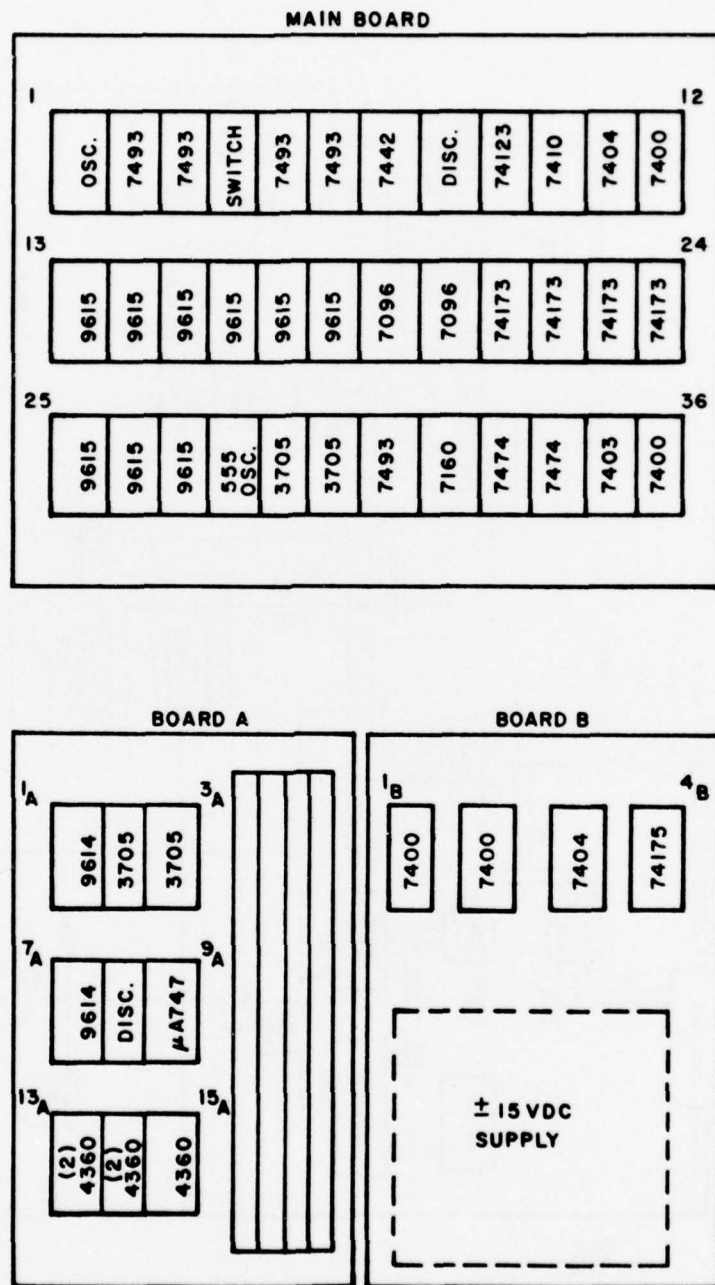 MAIN BOARD
1
12
OSC.
7493
7493
SWITCH
7493
7493
7442
DISC.
74123
7410
7404
7400
13
24
9615
9615
9615
9615
9615
9615
7096
7096
74173
74173
74173
74173
25
36
9615
9615
9615
555
OSC.
3705
3705
7493
7160
7474
7474
7403
7400
BOARD A
1A
3A
9614
3705
3705
7A
9A
9614
DISC.
μA747
13A
15A
(2)
4360
(2)
4360
4360
BOARD B
1B
4B
7400
7400
7404
74175
± 15 VDC
SUPPLY